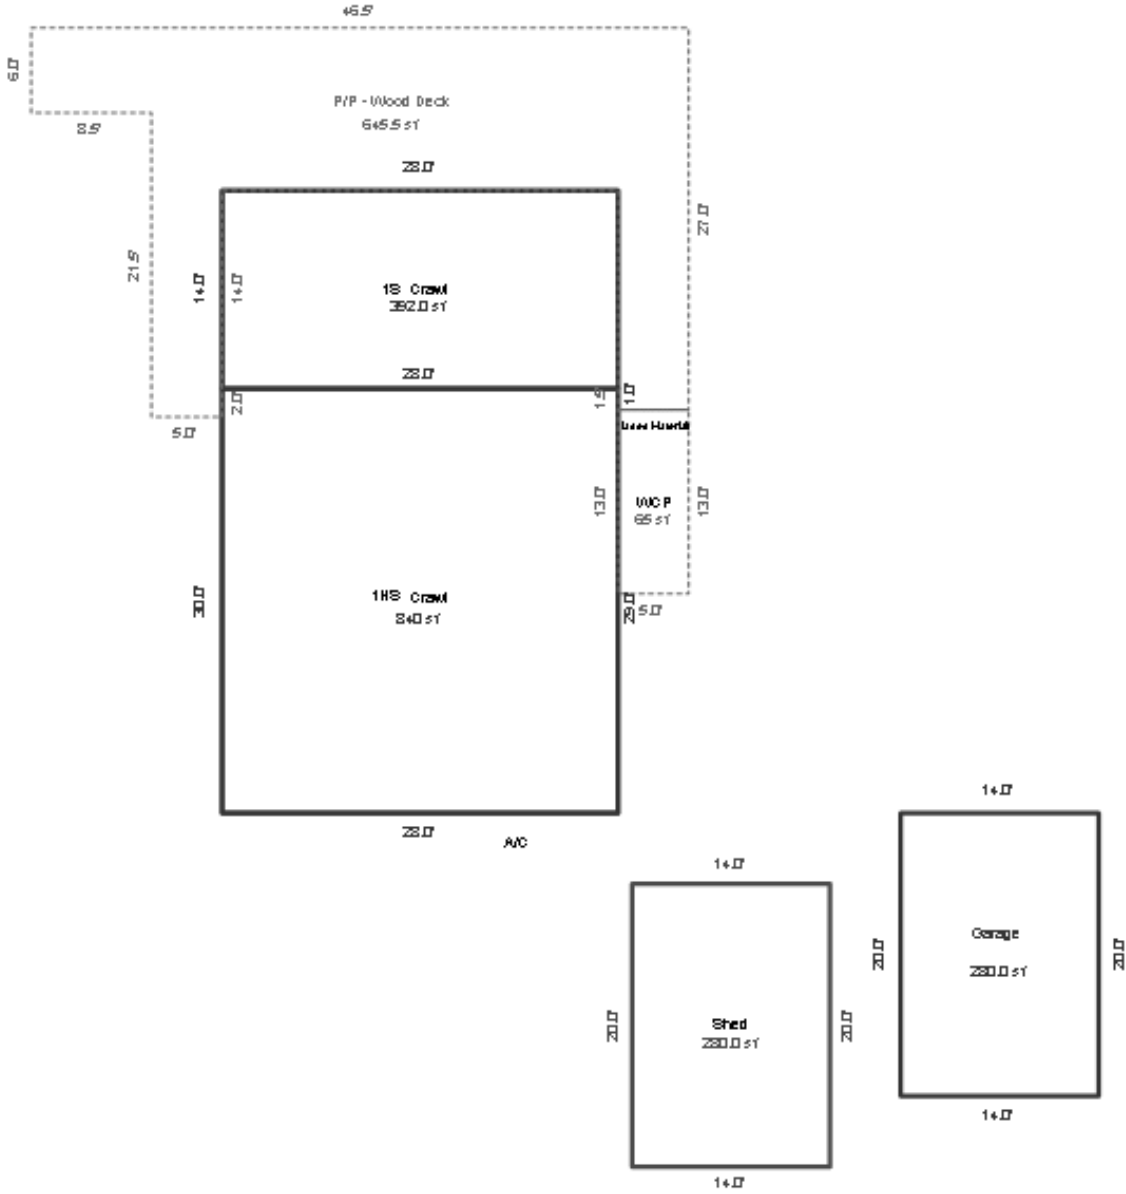 46.5'
6.0'
8.5'
P/P - Wood Deck
645.5 sf
28.0'
27.0'
21.5'
14.0'
14.0'
1S Crawl
392.0 sf
28.0'
2.0'
1.5'
1.0'
5.0'
13.0'
WCP
65 sf
13.0'
30.0'
1HS Crawl
840 sf
29.0'
5.0'
28.0'
A/C
14.0'
14.0'
20.0'
Garage
280.0 sf
20.0'
20.0'
Shed
280.0 sf
20.0'
14.0'
14.0'